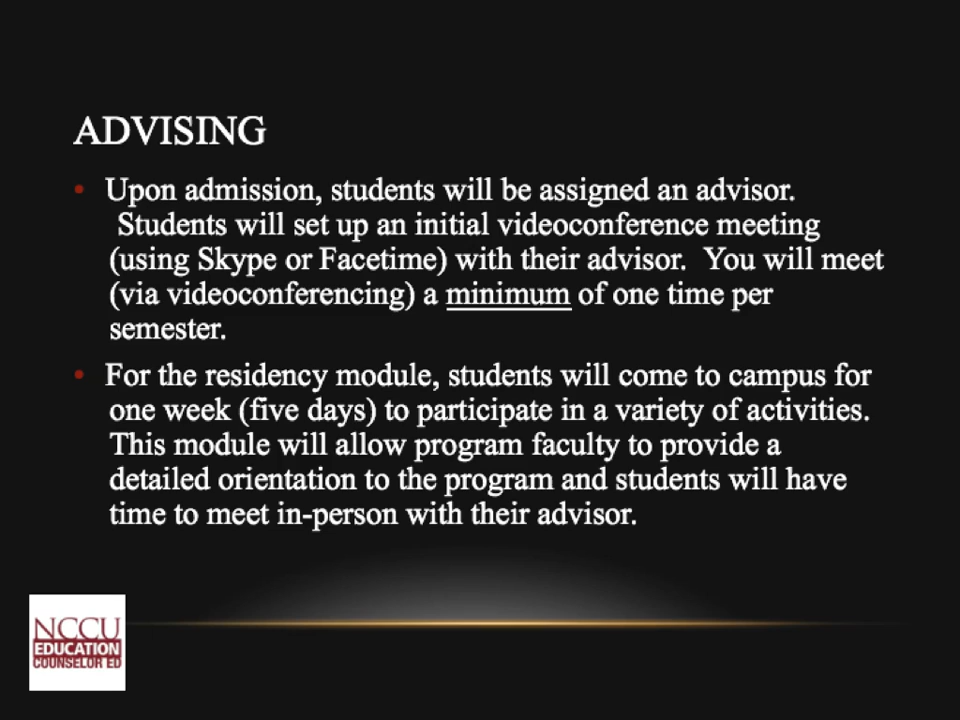 ADVISING
• Upon admission, students will be assigned an advisor.
Students will set up an initial videoconference meeting
(using Skype or Facetime) with their advisor.  You will meet
(via videoconferencing) a minimum of one time per
semester.
• For the residency module, students will come to campus for
one week (five days) to participate in a variety of activities.
This module will allow program faculty to provide a
detailed orientation to the program and students will have
time to meet in-person with their advisor.
NCCU
EDUCATION
COUNSELOR ED